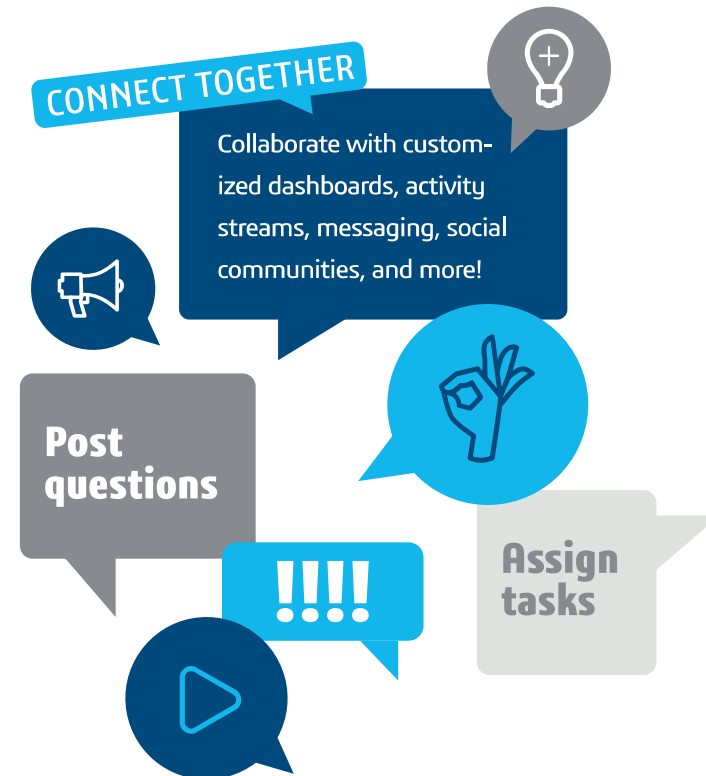 CONNECT TOGETHER
Collaborate with custom-
ized dashboards, activity
streams, messaging, social
communities, and more!
Post
questions
!!!!
Assign
tasks